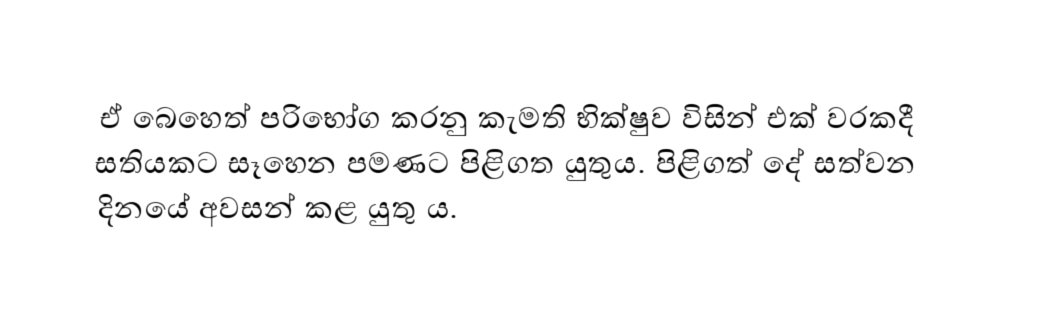 ඒ බෙහෙත් පරිභෝග කරනු කැමති භික්ෂුව විසින් එක් වරකදී
සතියකට සෑහෙන පමණට පිළිගත යුතුය. පිළිගත් දේ සත්වන
දිනයේ අවසන් කළ යුතු ය.